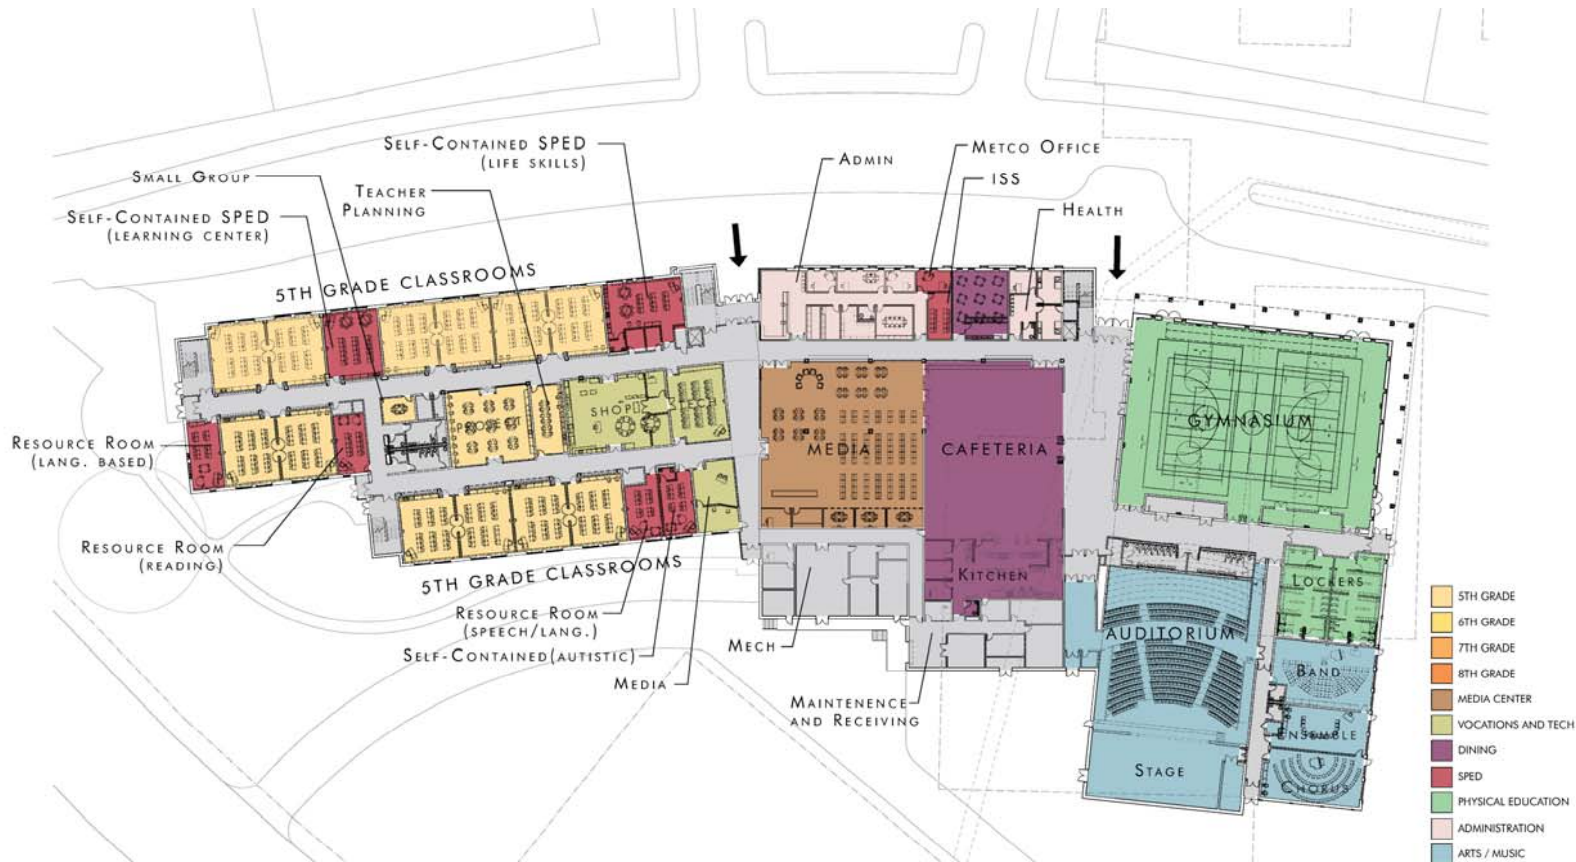 SELF-CONTAINED SPED
(LIFE SKILLS)
SMALL GROUP
TEACHER
PLANNING
SELF-CONTAINED SPED
(LEARNING CENTER)
ADMIN
METCO OFFICE
ISS
HEALTH
5TH GRADE CLASSROOMS
RESOURCE ROOM
(LANG. BASED)
PROJECT
SHOP
MEDIA
CAFETERIA
GYMNASIUM
RESOURCE ROOM
(READING)
5TH GRADE CLASSROOMS
RESOURCE ROOM
(SPEECH/LANG.)
SELF-CONTAINED(AUTISTIC)
MEDIA
MECH
KITCHEN
MAINTENENCE
AND RECEIVING
LOCKERS
AUDITORIUM
BAND
ENSEMBLE
STAGE
CHORUS
5TH GRADE
6TH GRADE
7TH GRADE
8TH GRADE
MEDIA CENTER
VOCATIONS AND TECH
DINING
SPED
PHYSICAL EDUCATION
ADMINISTRATION
ARTS / MUSIC